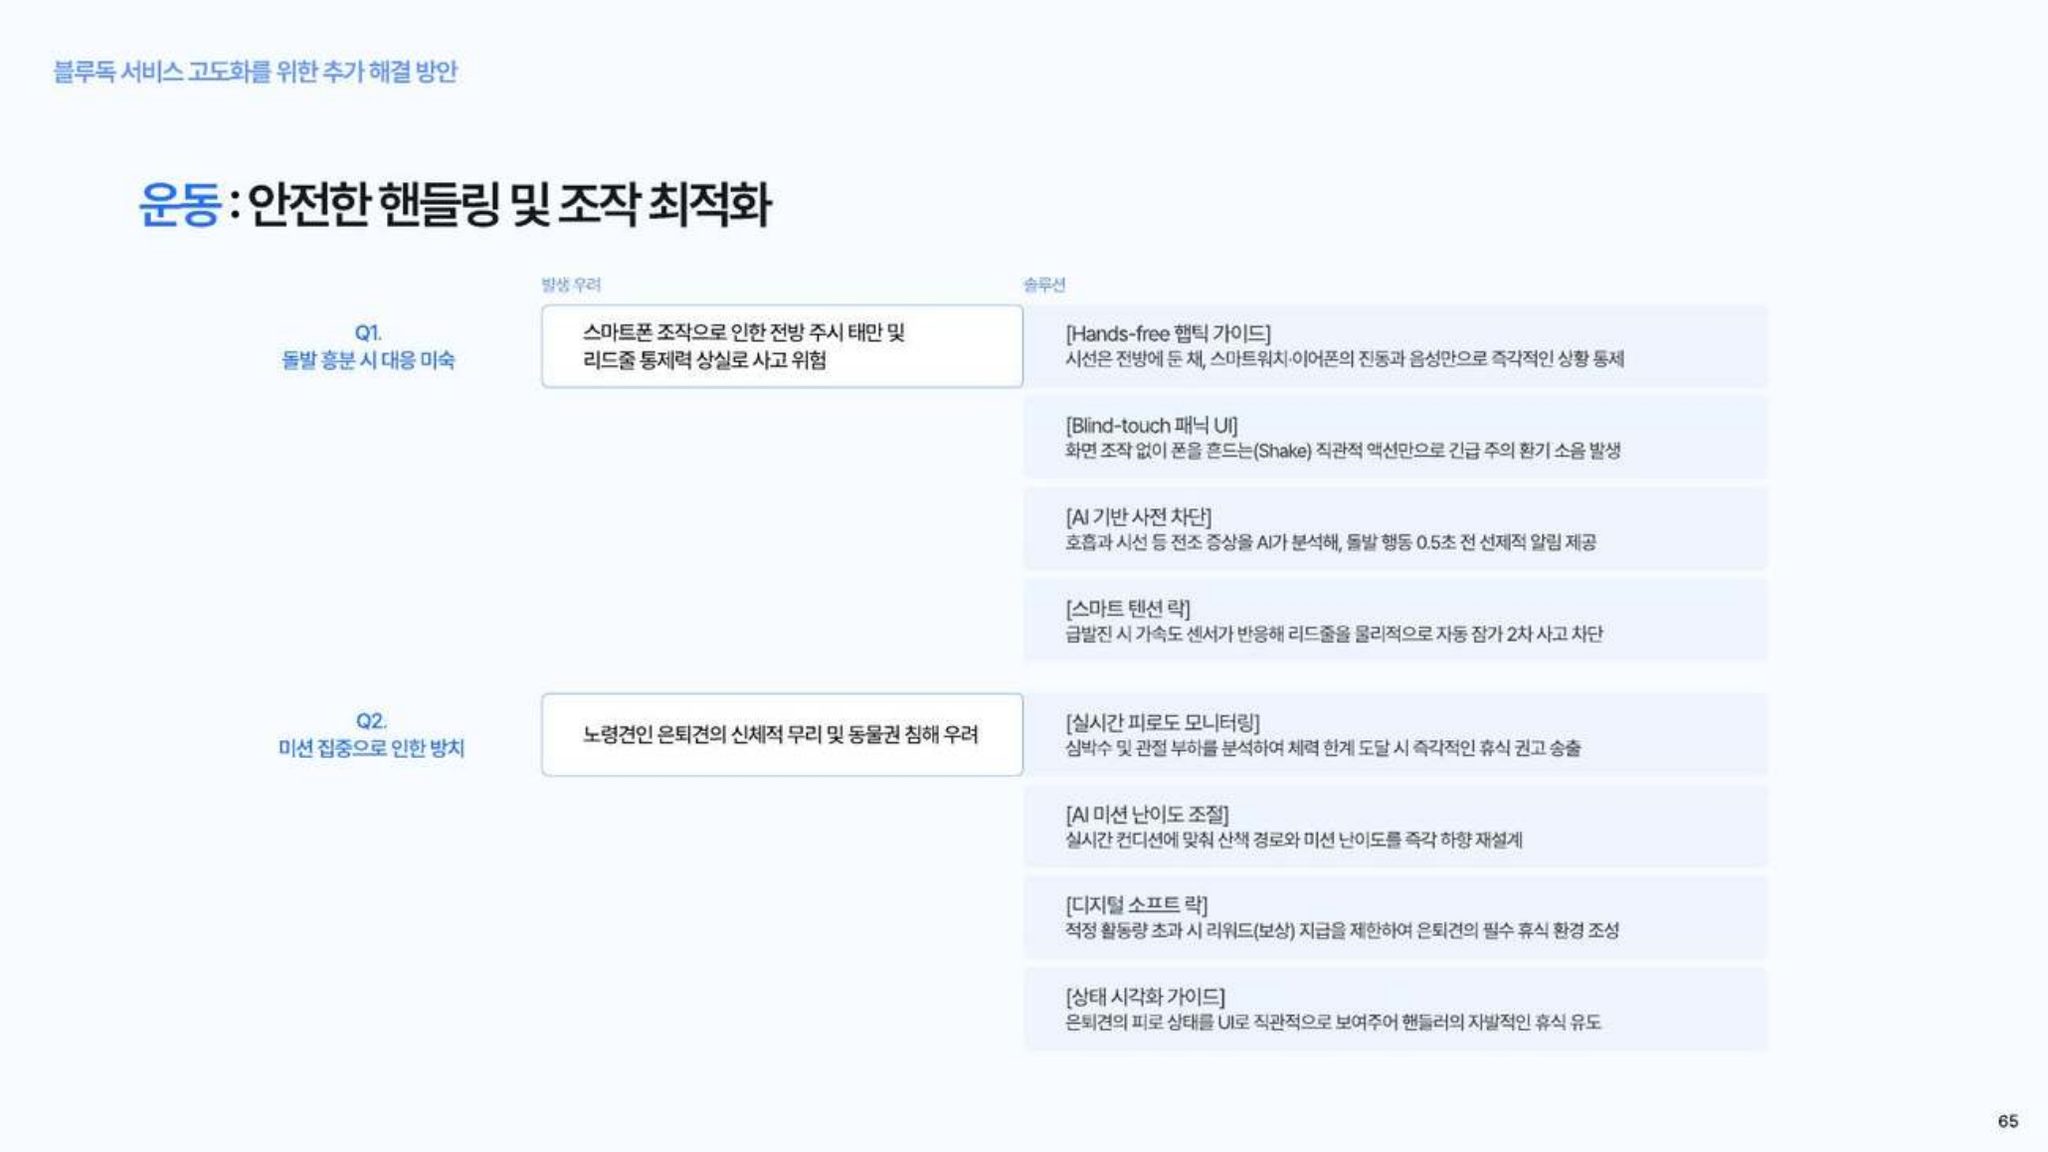 블루독 서비스 고도화를 위한 추가 해결 방안
운동 : 안전한 핸들링 및 조작 최적화
발생 우려
솔루션
Q1.
돌발 흥분 시 대응 미숙
스마트폰 조작으로 인한 전방 주시 태만 및
리드줄 통제력 상실로 사고 위험
[Hands-free 햅틱 가이드]
시선은 전방에 둔 채, 스마트워치·이어폰의 진동과 음성만으로 즉각적인 상황 통제
[Blind-touch 패닉 UI]
화면 조작 없이 폰을 흔드는(Shake) 직관적 액션만으로 긴급 주의 환기 소음 발생
[AI 기반 사전 차단]
호흡과 시선 등 전조 증상을 AI가 분석해, 돌발 행동 0.5초 전 선제적 알림 제공
[스마트 텐션 락]
급발진 시 가속도 센서가 반응해 리드줄을 물리적으로 자동 잠가 2차 사고 차단
Q2.
미션 집중으로 인한 방치
노령견인 은퇴견의 신체적 무리 및 동물권 침해 우려
[실시간 피로도 모니터링]
심박수 및 관절 부하를 분석하여 체력 한계 도달 시 즉각적인 휴식 권고 송출
[AI 미션 난이도 조절]
실시간 컨디션에 맞춰 산책 경로와 미션 난이도를 즉각 하향 재설계
[디지털 소프트 락]
적정 활동량 초과 시 리워드(보상) 지급을 제한하여 은퇴견의 필수 휴식 환경 조성
[상태 시각화 가이드]
은퇴견의 피로 상태를 UI로 직관적으로 보여주어 핸들러의 자발적인 휴식 유도
65